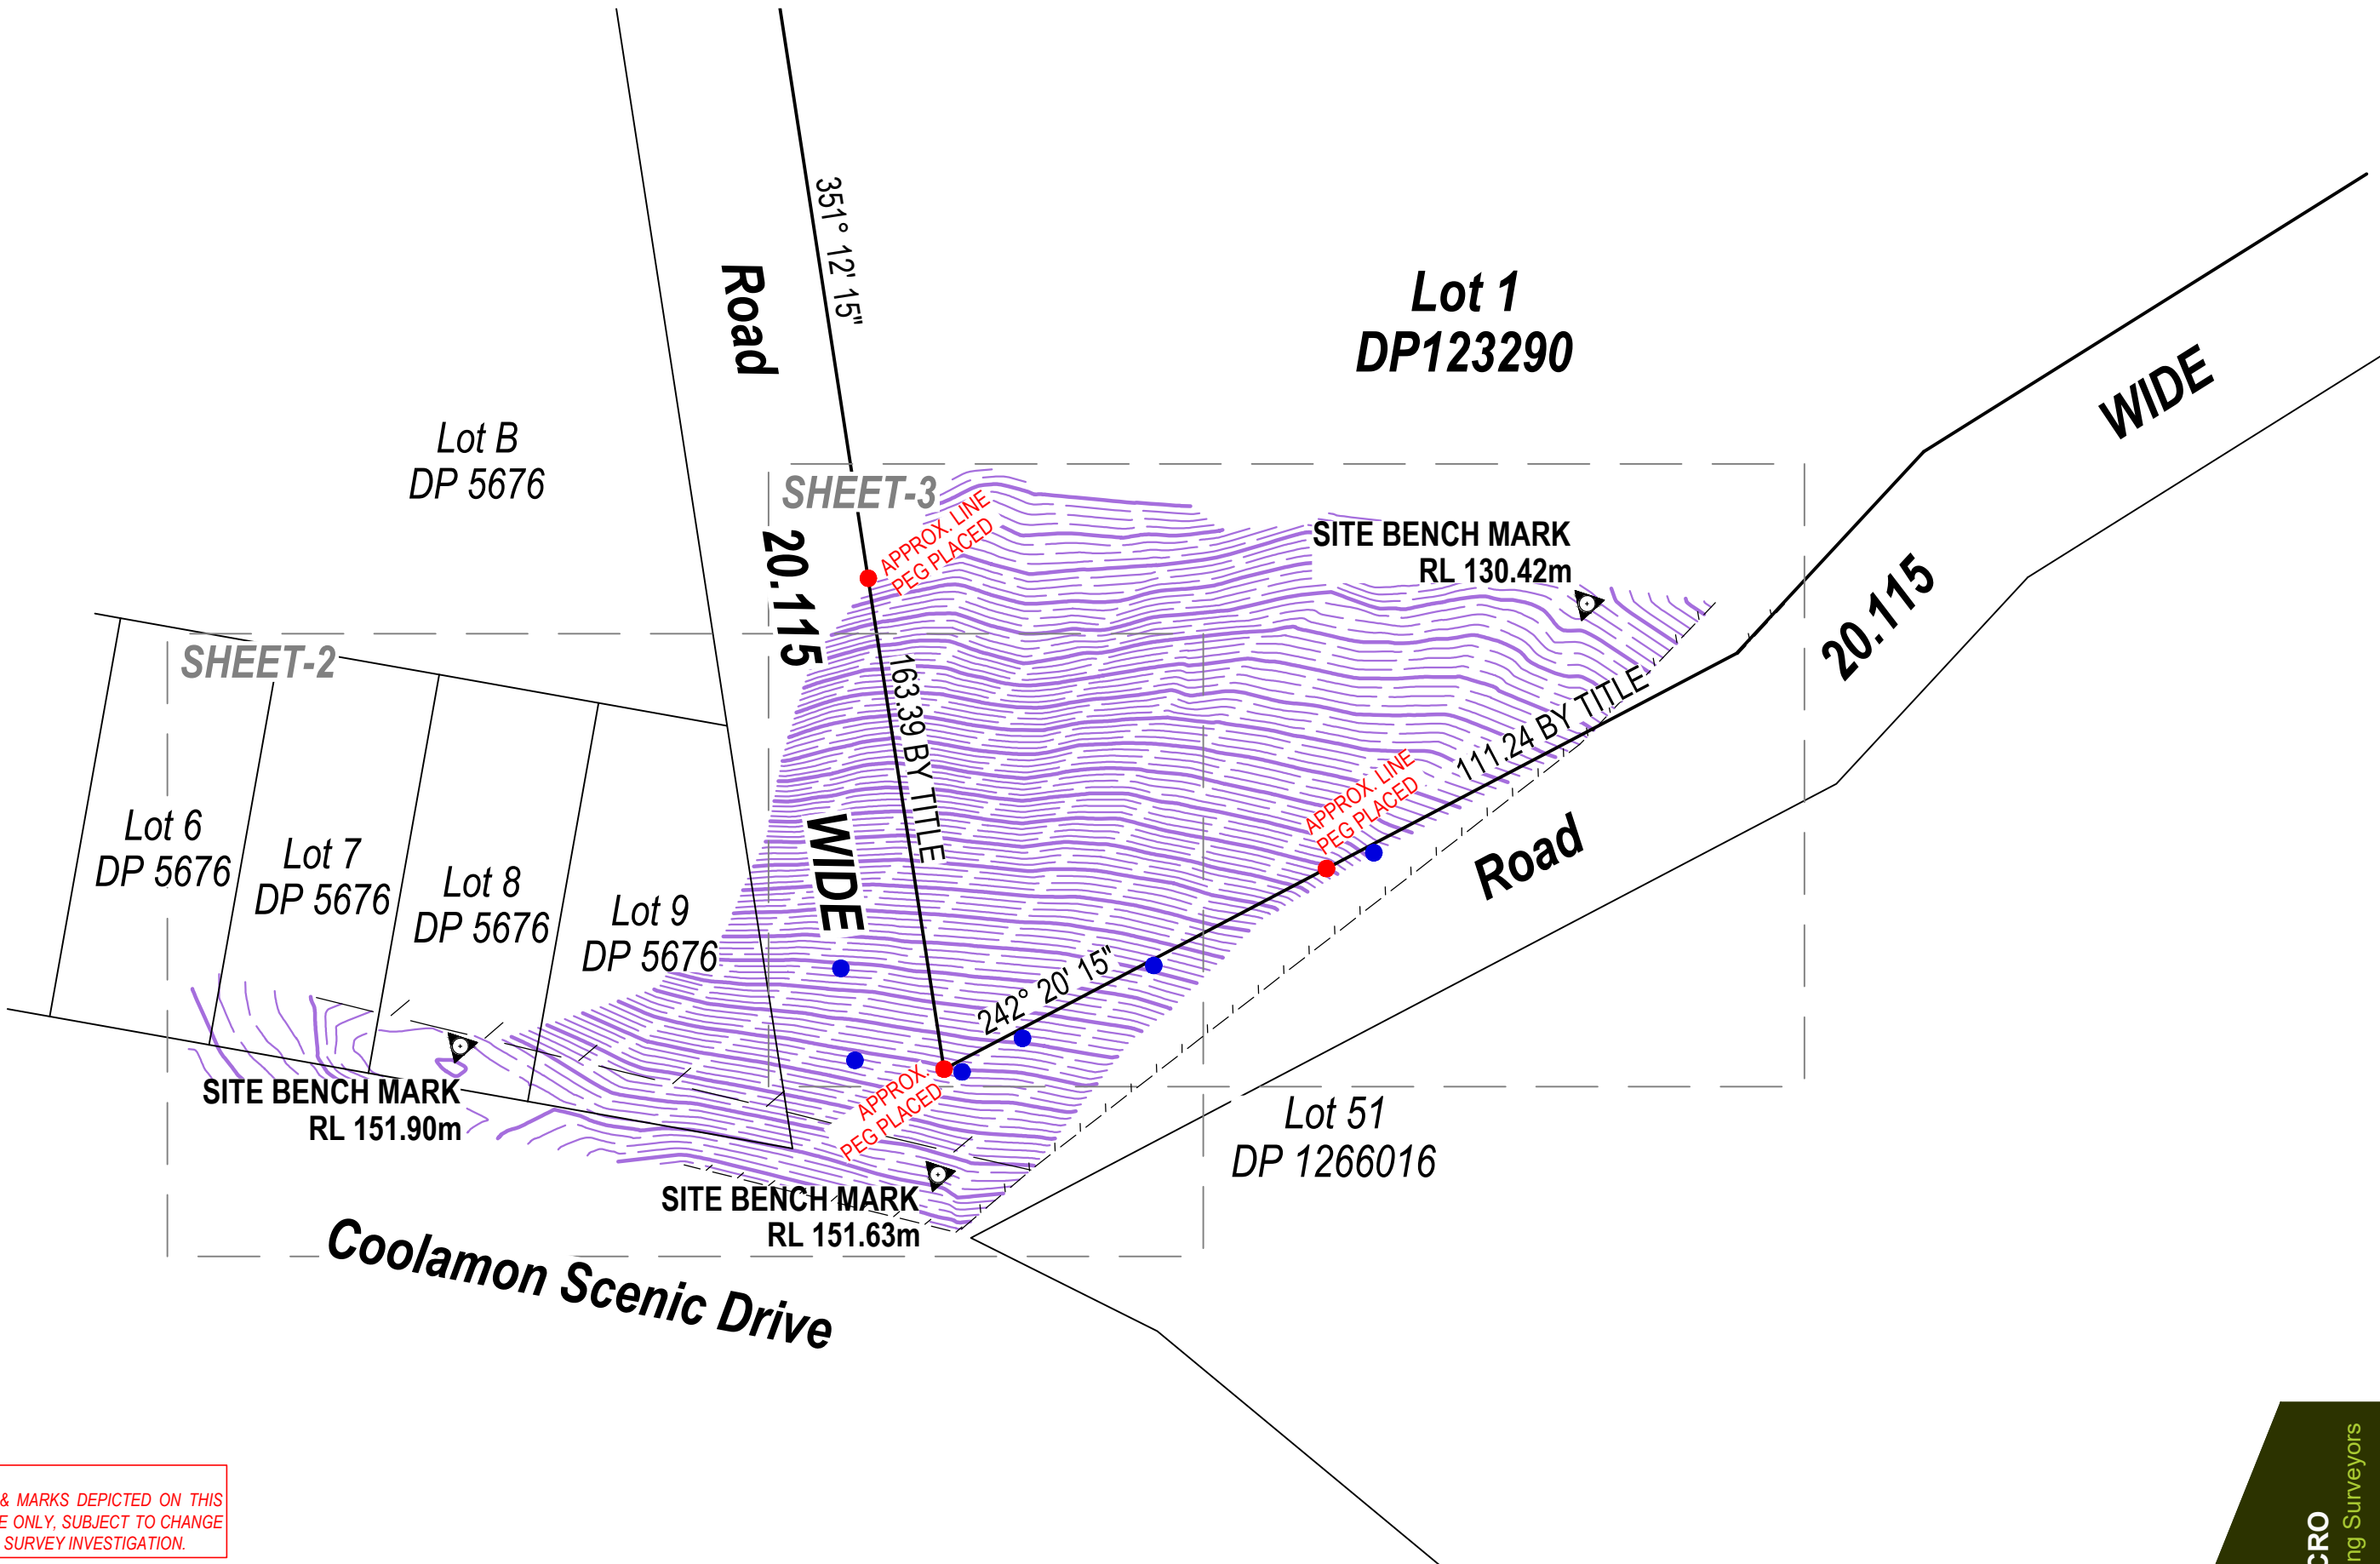 351° 12' 15"
Road
Lot 1
DP123290
WIDE
Lot B
DP 5676
SHEET-3
APPROX. LINE
PEG PLACED
SITE BENCH MARK
RL 130.42m
20.115
20.115
SHEET-2
163.39 BY TITLE
111.24 BY TITLE
APPROX. LINE
PEG PLACED
Lot 6
DP 5676
Lot 7
DP 5676
Lot 8
DP 5676
Lot 9
DP 5676
WIDE
Road
242° 20' 15"
APPROX.
PEG PLACED
SITE BENCH MARK
RL 151.90m
Lot 51
DP 1266016
SITE BENCH MARK
RL 151.63m
Coolamon Scenic Drive
& MARKS DEPICTED ON THIS
ONLY, SUBJECT TO CHANGE
SURVEY INVESTIGATION.
Surveyors